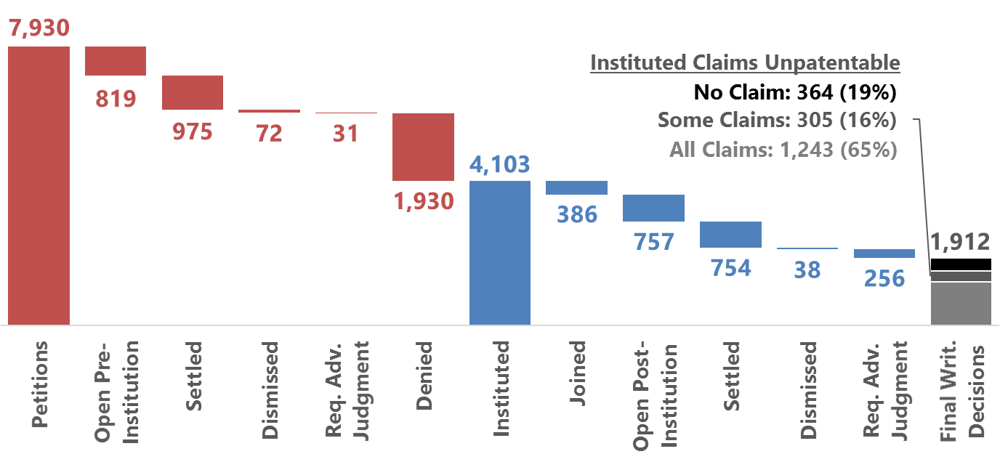 7,930
819
975
72
31
1,930
4,103
386
757
754
38
256
1,912
Instituted Claims Unpatentable
No Claim: 364 (19%)
Some Claims: 305 (16%)
All Claims: 1,243 (65%)
Petitions
Open Pre-
Institution
Settled
Dismissed
Req. Adv.
Judgment
Denied
Instituted
Joined
Open Post-
Institution
Settled
Dismissed
Req. Adv.
Judgment
Final Writ.
Decisions